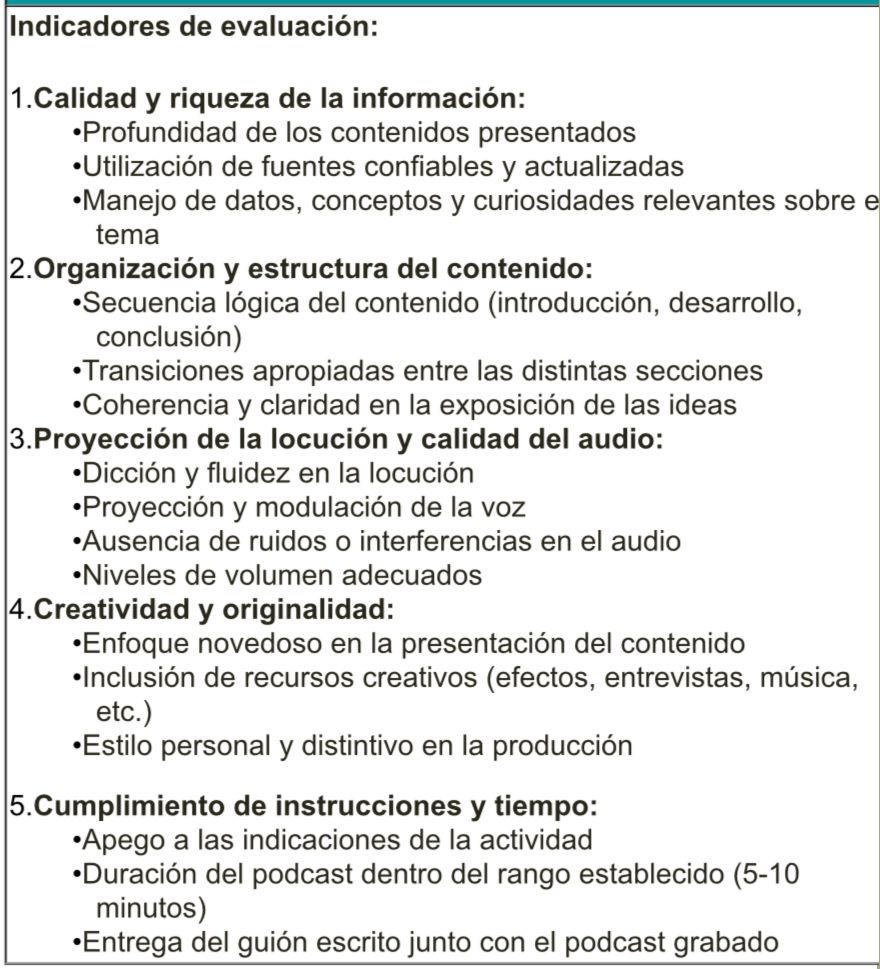 Indicadores de evaluación:
1.Calidad y riqueza de la información:
•Profundidad de los contenidos presentados
•Utilización de fuentes confiables y actualizadas
•Manejo de datos, conceptos y curiosidades relevantes sobre e
tema
2.Organización y estructura del contenido:
•Secuencia lógica del contenido (introducción, desarrollo,
conclusión)
•Transiciones apropiadas entre las distintas secciones
•Coherencia y claridad en la exposición de las ideas
3.Proyección de la locución y calidad del audio:
•Dicción y fluidez en la locución
•Proyección y modulación de la voz
•Ausencia de ruidos o interferencias en el audio
•Niveles de volumen adecuados
4.Creatividad y originalidad:
•Enfoque novedoso en la presentación del contenido
•Inclusión de recursos creativos (efectos, entrevistas, música,
etc.)
•Estilo personal y distintivo en la producción
5.Cumplimiento de instrucciones y tiempo:
•Apego a las indicaciones de la actividad
•Duración del podcast dentro del rango establecido (5-10
minutos)
•Entrega del guión escrito junto con el podcast grabado